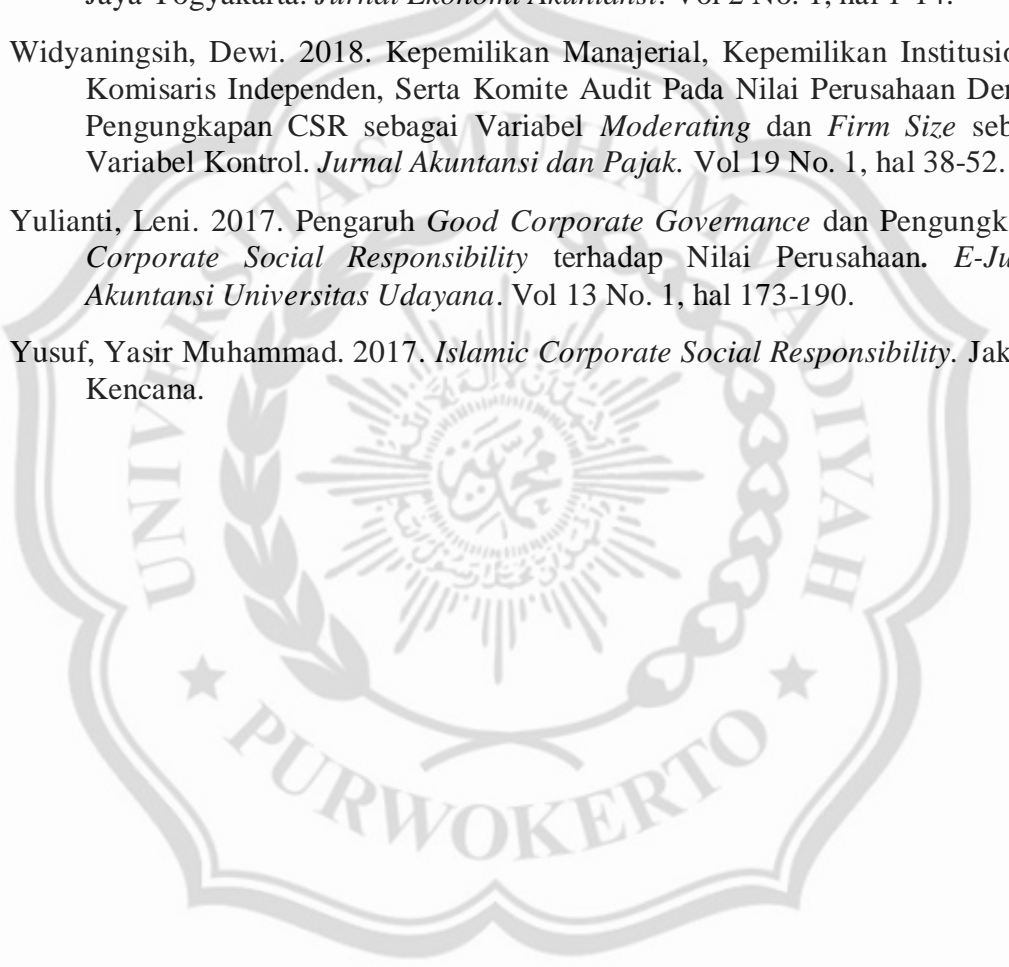 Jaya Yogyakarta. Jurnal Ekonomi Akuntansi. Vol 2 No. 1, hal 1-14.
Widyaningsih, Dewi. 2018. Kepemilikan Manajerial, Kepemilikan Institusio
Komisaris Independen, Serta Komite Audit Pada Nilai Perusahaan Den
Pengungkapan CSR sebagai Variabel Moderating dan Firm Size seb
Variabel Kontrol. Jurnal Akuntansi dan Pajak. Vol 19 No. 1, hal 38-52.
Yulianti, Leni. 2017. Pengaruh Good Corporate Governance dan Pengungk
Corporate Social Responsibility terhadap Nilai Perusahaan. E-Ju
Akuntansi Universitas Udayana. Vol 13 No. 1, hal 173-190.
Yusuf, Yasir Muhammad. 2017. Islamic Corporate Social Responsibility. Jak
Kencana.
UNIVERSITAS MUHAMMADIYAH
PURWOKERTO